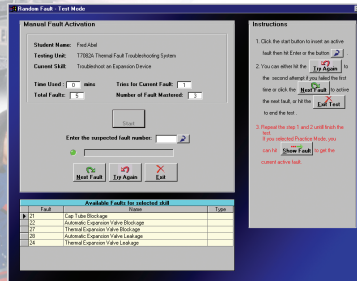 Random Fault - Test Mode
Manual Fault Activation
Student Name: Fred Abel
Testing Unit: T7082A Thermal Fault Troubleshooting System
Current Skill: Troubleshoot an Expansion Device
Time Used: 0 mins Tries for Current Fault: 1
Total Faults: 5 Number of Fault Mastered: 3
Start
Enter the suspected fault number:
Next Fault Try Again Exit
Available Faults for selected skill
Fault Name Type
21 Cap Tube Blockage
22 Automatic Expansion Valve Blockage
27 Thermal Expansion Valve Blockage
28 Automatic Expansion Valve Leakage
24 Thermal Expansion Valve Leakage
Instructions
1. Click the start button to insert an active
fault then hit Enter or the button
2. You can either hit the Try Again to
the second attempt if you failed the first
time or click the Next Fault to active
the next fault, or hit the Exit Test
to end the test .
3. Repeat the step 1 and 2 until finish the
test.
If you selected Practice Mode, you
can hit Show Fault to get the
current active fault.